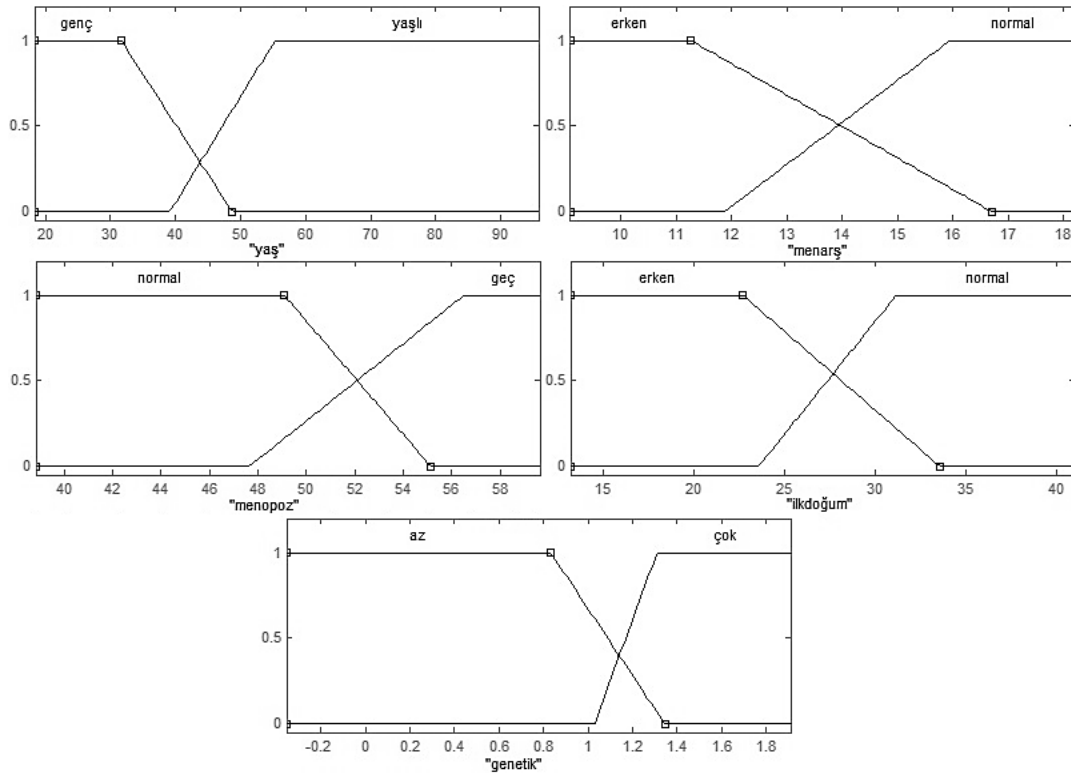 genç yaşlı
1
0.5
0
20 30 40 50 60 70 80 90
"yaş"
erken normal
1
0.5
0
10 11 12 13 14 15 16 17 18
"menarş"
normal geç
1
0.5
0
40 42 44 46 48 50 52 54 56 58
"menopoz"
erken normal
1
0.5
0
15 20 25 30 35 40
"ilkdoğum"
az çok
1
0.5
0
-0.2 0 0.2 0.4 0.6 0.8 1 1.2 1.4 1.6 1.8
"genetik"